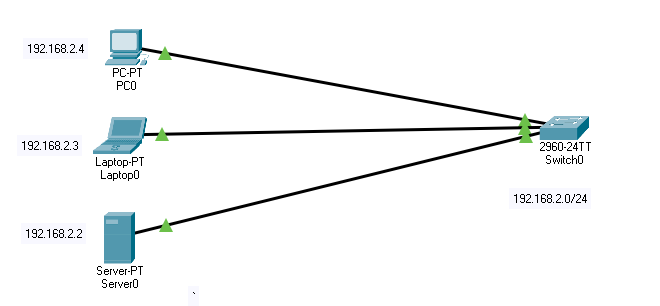 192.168.2.4
PC-PT
PC0
192.168.2.3
Laptop-PT
Laptop0
2960-24TT
Switch0
192.168.2.0/24
192.168.2.2
Server-PT
Server0
`